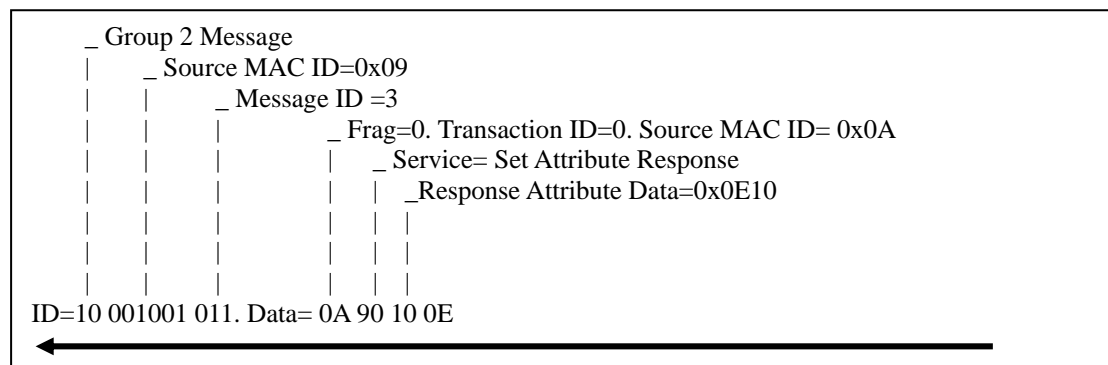 _ Group 2 Message
| _ Source MAC ID=0x09
| | _ Message ID =3
| | | _ Frag=0. Transaction ID=0. Source MAC ID= 0x0A
| | | | _ Service= Set Attribute Response
| | | | | _Response Attribute Data=0x0E10
| | | | | |
| | | | | |
| | | | | |
| | | | | |
ID=10 001001 011. Data= 0A 90 10 0E